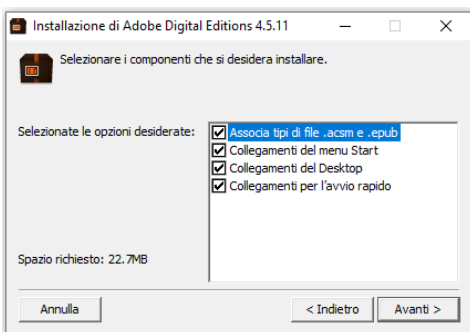 Installazione di Adobe Digital Editions 4.5.11
Selezionare i componenti che si desidera installare.
Selezionate le opzioni desiderate:
Associa tipi di file .acsm e .epub
Collegamenti del menu Start
Collegamenti del Desktop
Collegamenti per l'avvio rapido
Spazio richiesto: 22.7MB
Annulla
< Indietro
Avanti >